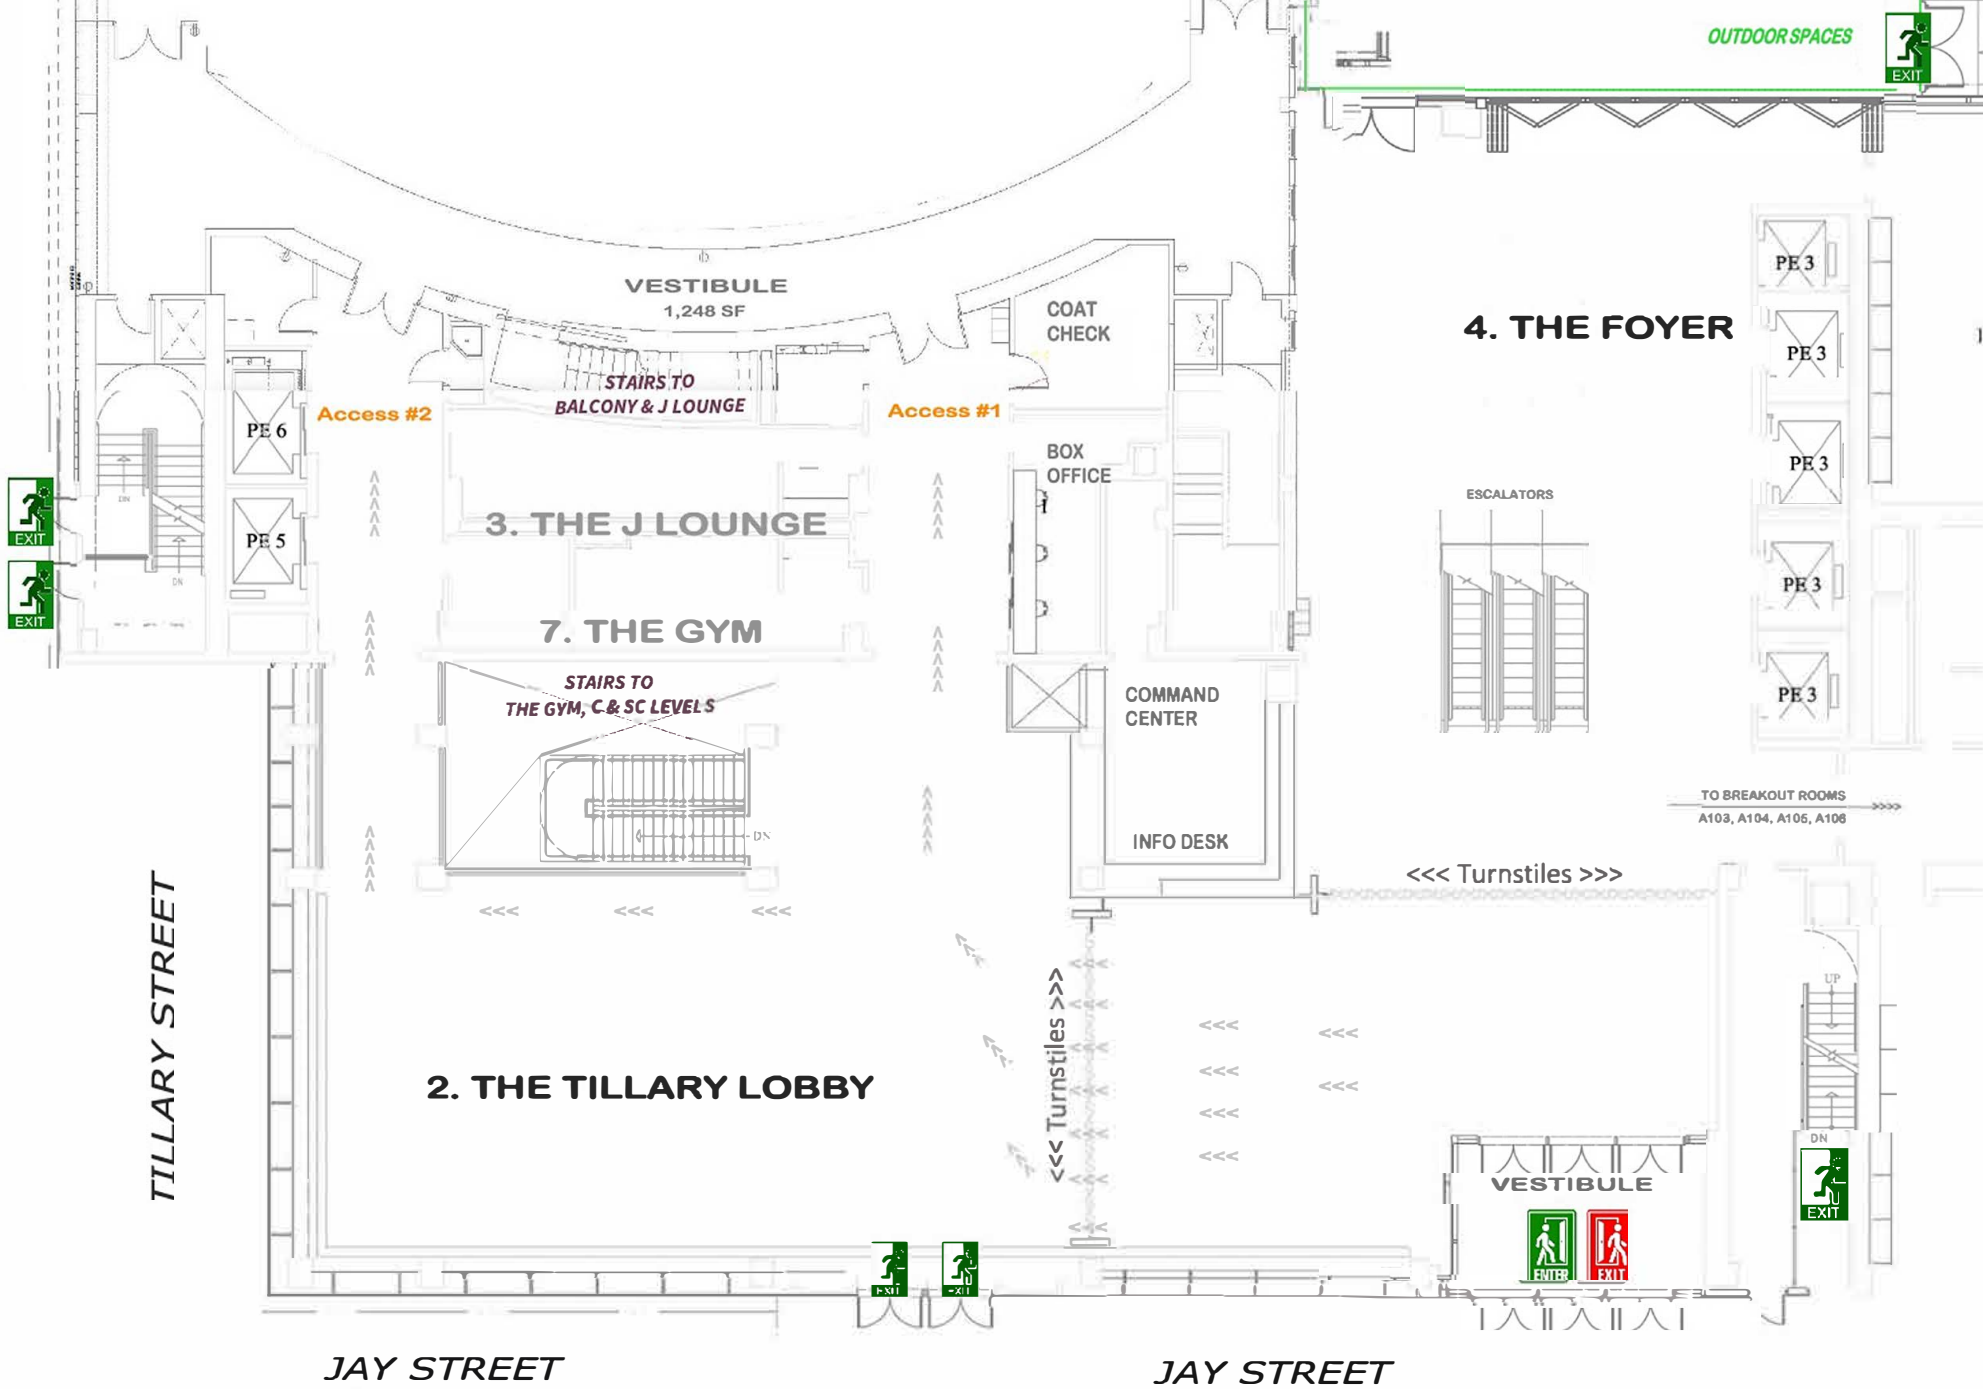 OUTDOOR SPACES
EXIT
VESTIBULE
1,248 SF
COAT
CHECK
4. THE FOYER
PE 3
PE 3
PE 3
PE 3
PE 3
STAIRS TO
BALCONY & J LOUNGE
Access #2
Access #1
PE 6
PE 5
DN
DN
EXIT
EXIT
BOX
OFFICE
ESCALATORS
3. THE J LOUNGE
7. THE GYM
STAIRS TO
THE GYM, C & SC LEVELS
DN
COMMAND
CENTER
INFO DESK
TO BREAKOUT ROOMS >>>>
A103, A104, A105, A106
<<< Turnstiles >>>
<<< <<< <<<
<<< Turnstiles >>>
TILLARY STREET
2. THE TILLARY LOBBY
UP
DN
EXIT
VESTIBULE
ENTER
EXIT
EXIT
EXIT
JAY STREET
JAY STREET